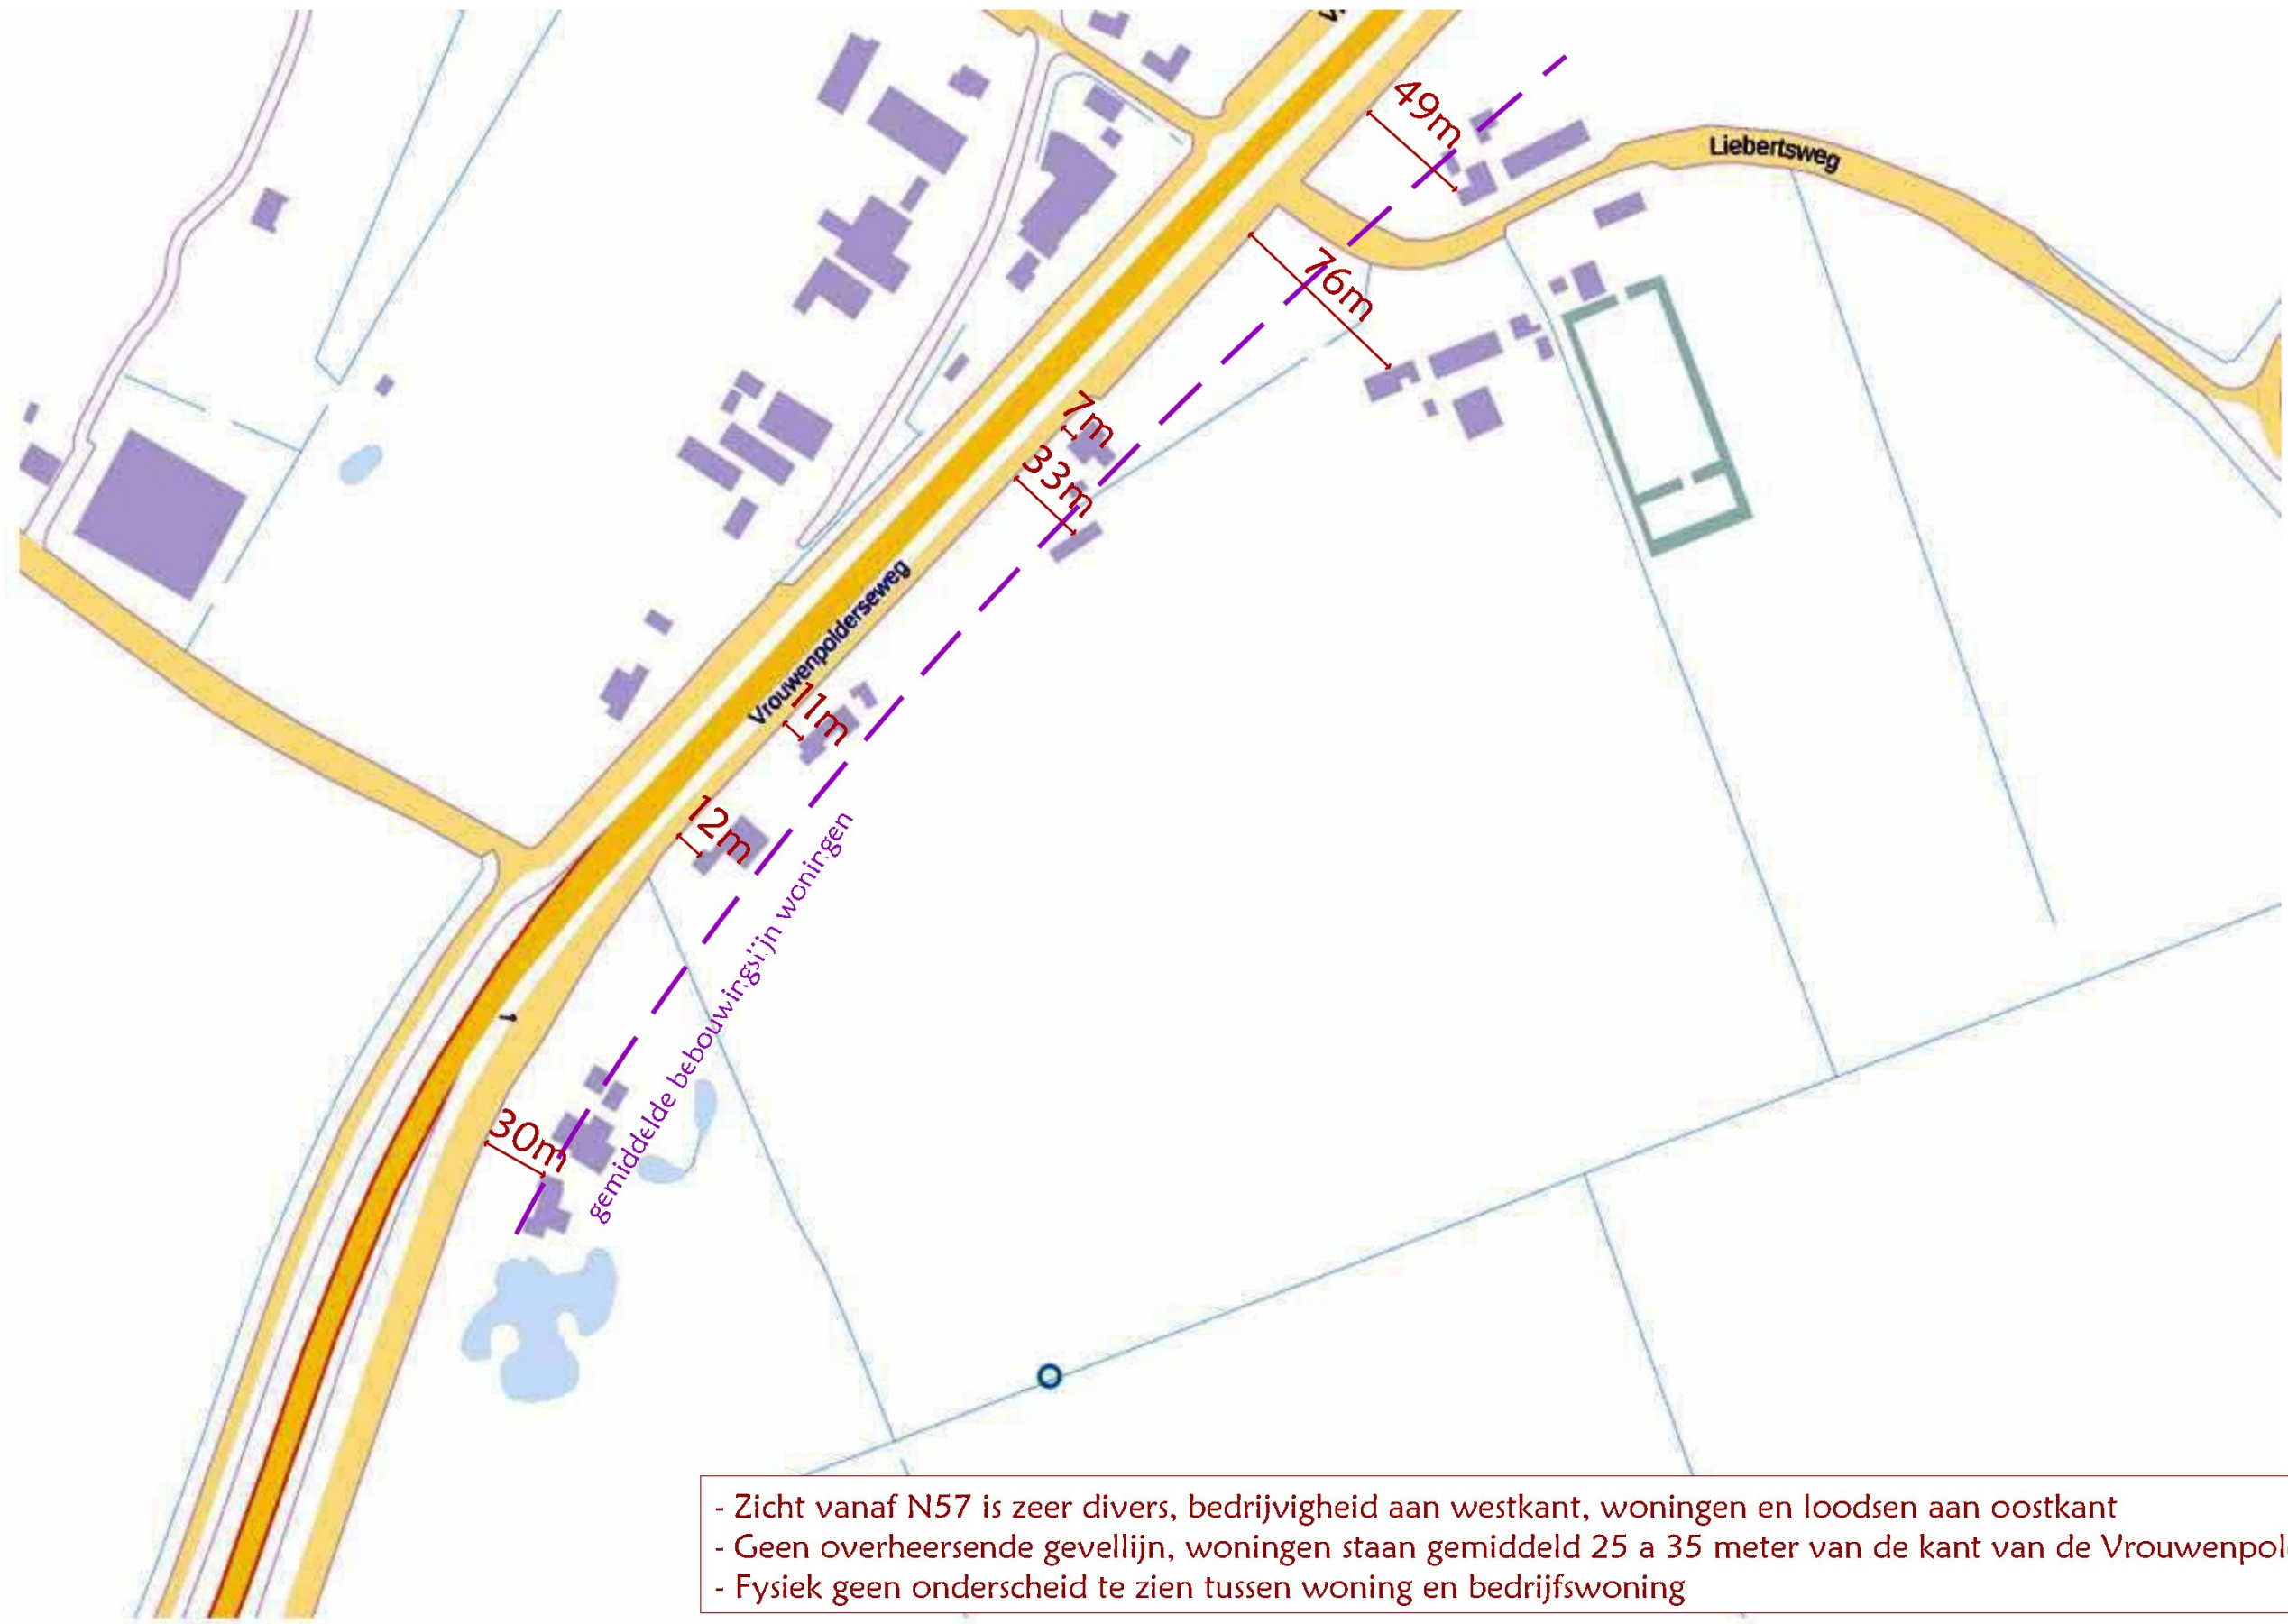 49m
Liebertsweg
76m
7m
33m
Vrouwenpolderseweg
11m
12m
gemiddelde bebouwingslijn woningen
1
30m
- Zicht vanaf N57 is zeer divers, bedrijvigheid aan westkant, woningen en loodsen aan oostkant
- Geen overheersende gevellijn, woningen staan gemiddeld 25 a 35 meter van de kant van de Vrouwenpol
- Fysiek geen onderscheid te zien tussen woning en bedrijfswoning